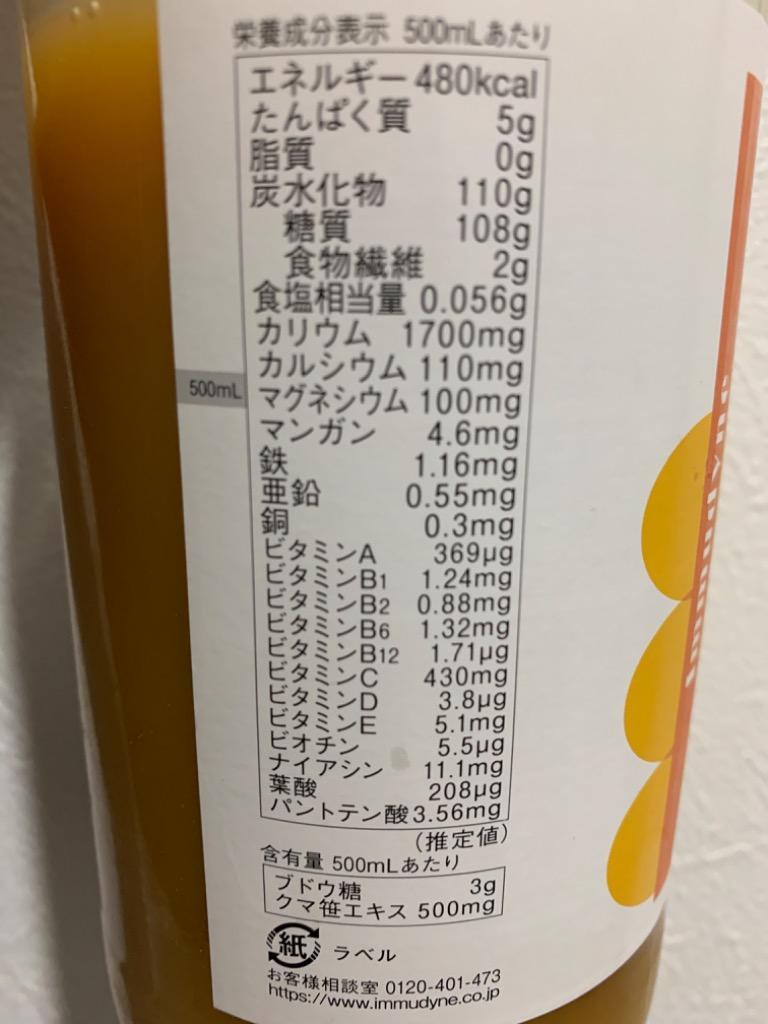 栄養成分表示 500mLあたり
エネルギー 480kcal
たんぱく質 5g
脂質 0g
炭水化物 110g
糖質 108g
食物繊維 2g
食塩相当量 0.056g
カリウム 1700mg
カルシウム 110mg
500mL マグネシウム 100mg
マンガン 4.6mg
鉄 1.16mg
亜鉛 0.55mg
銅 0.3mg
ビタミンA 369μg
ビタミンB1 1.24mg
ビタミンB2 0.88mg
ビタミンB6 1.32mg
ビタミンB12 1.71μg
ビタミンC 430mg
ビタミンD 3.8μg
ビタミンE 5.1mg
ビオチン 5.5μg
ナイアシン 11.1mg
葉酸 208μg
パントテン酸 3.56mg
(推定値)
含有量 500mLあたり
ブドウ糖 3g
クマ笹エキス 500mg
紙 ラベル
お客様相談室 0120-401-473
https://www.immudyne.co.jp